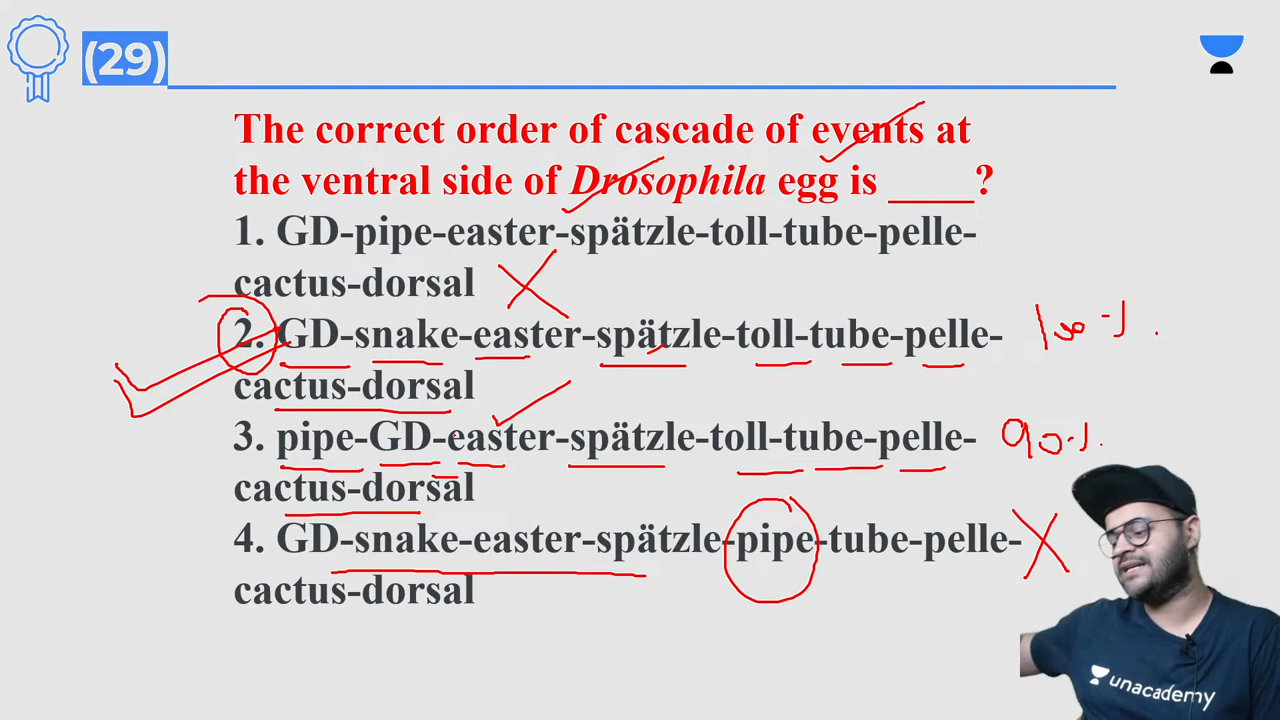 (29)
The correct order of cascade of events at
the ventral side of Drosophila egg is ____?
1. GD-pipe-easter-spätzle-toll-tube-pelle-
cactus-dorsal
2. GD-snake-easter-spätzle-toll-tube-pelle-
cactus-dorsal
3. pipe-GD-easter-spätzle-toll-tube-pelle-
cactus-dorsal
4. GD-snake-easter-spätzle-pipe-tube-pelle-
cactus-dorsal
unacademy